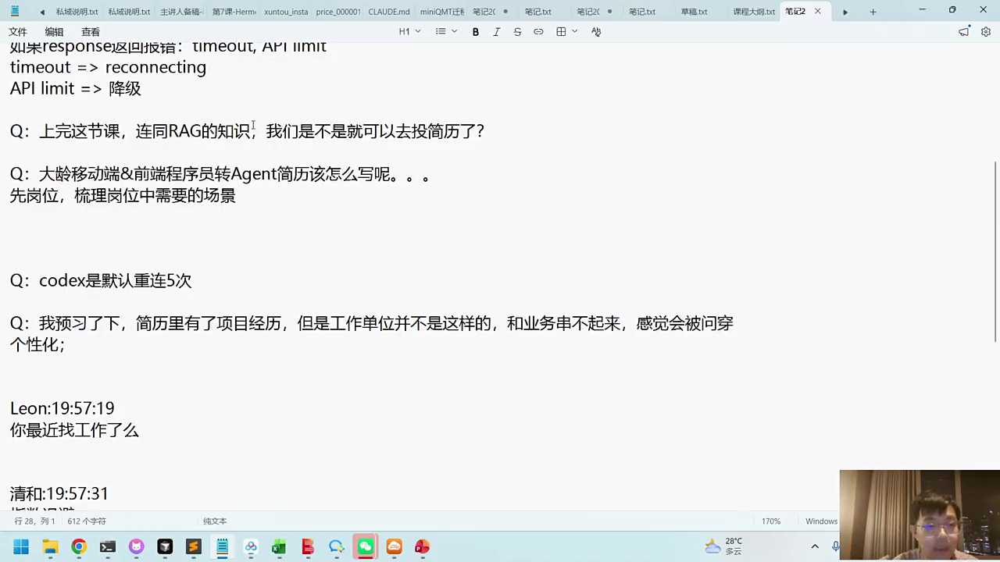 私域说明.txt 私域说明.txt 主讲人备稿- 第7课-Herm xuntou_insta price_000001 CLAUDE.md miniQMT迁移 笔记2( 笔记.txt 笔记2( 笔记.txt 草稿.txt 课程大纲.txt 笔记2
文件 编辑 查看 H1 B I S
如果response返回报错：timeout, API limit
timeout => reconnecting
API limit => 降级
Q：上完这节课，连同RAG的知识，我们是不是就可以去投简历了？
Q：大龄移动端&前端程序员转Agent简历该怎么写呢。。。
先岗位，梳理岗位中需要的场景
Q：codex是默认重连5次
Q：我预习了下，简历里有了项目经历，但是工作单位并不是这样的，和业务串不起来，感觉会被问穿
个性化；
Leon:19:57:19
你最近找工作了么
清和:19:57:31
行 28，列 1 612 个字符 纯文本 170% Windows
28°C
多云